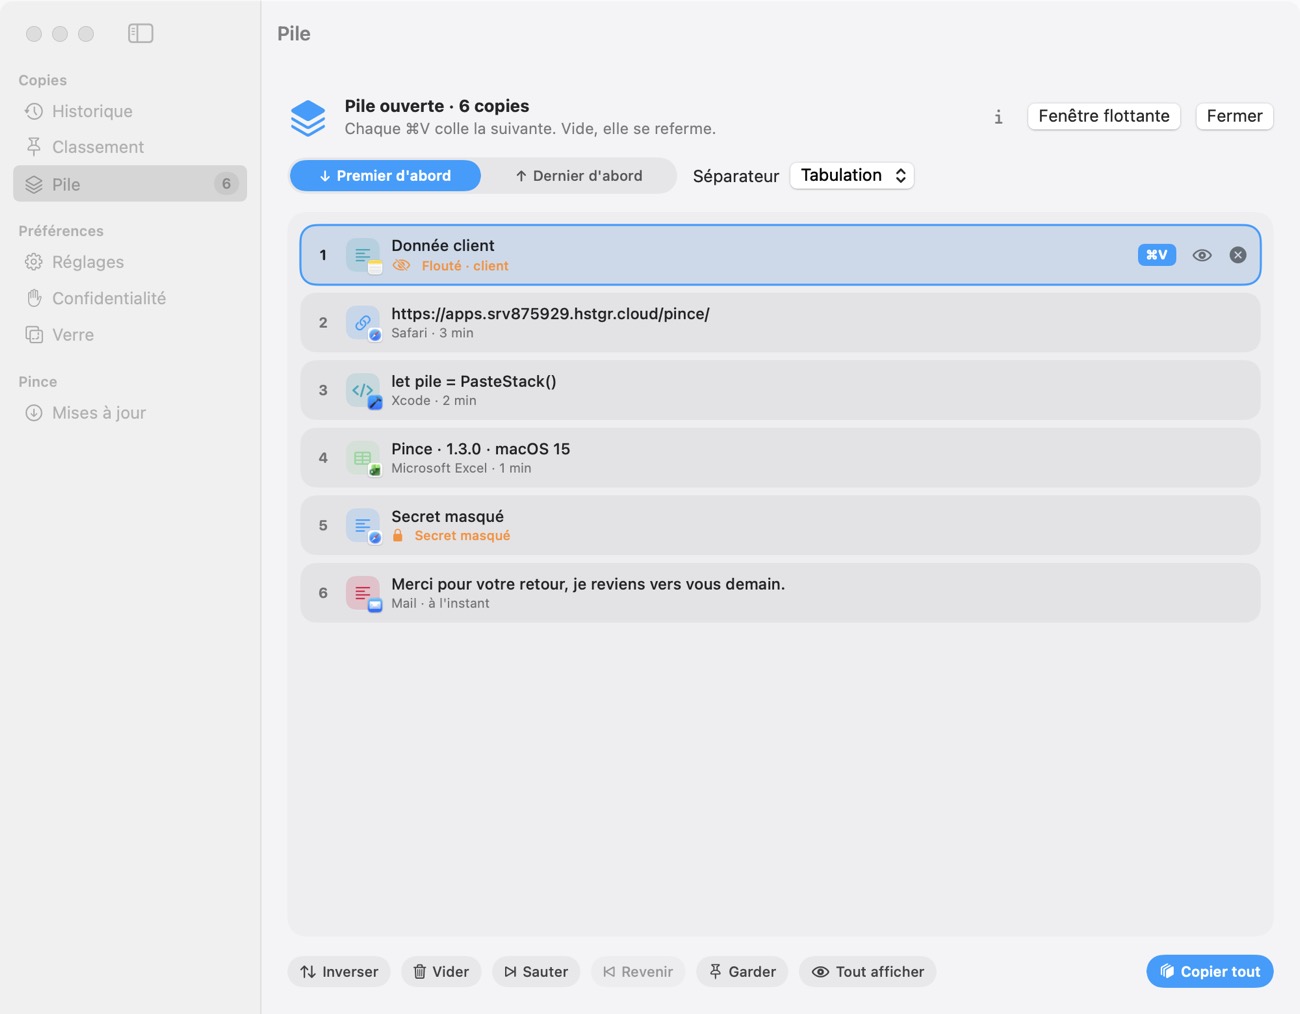 Pile
Copies
Historique
Classement
Pile 6
Préférences
Réglages
Confidentialité
Verre
Pince
Mises à jour
Pile ouverte · 6 copies
Chaque ⌘V colle la suivante. Vide, elle se referme.
i
Fenêtre flottante
Fermer
↓ Premier d'abord
↑ Dernier d'abord
Séparateur
Tabulation
1
Donnée client
Flouté · client
⌘V
2
https://apps.srv875929.hstgr.cloud/pince/
Safari · 3 min
3
let pile = PasteStack()
Xcode · 2 min
4
Pince · 1.3.0 · macOS 15
Microsoft Excel · 1 min
5
Secret masqué
Secret masqué
6
Merci pour votre retour, je reviens vers vous demain.
Mail · à l'instant
Inverser
Vider
Sauter
Revenir
Garder
Tout afficher
Copier tout